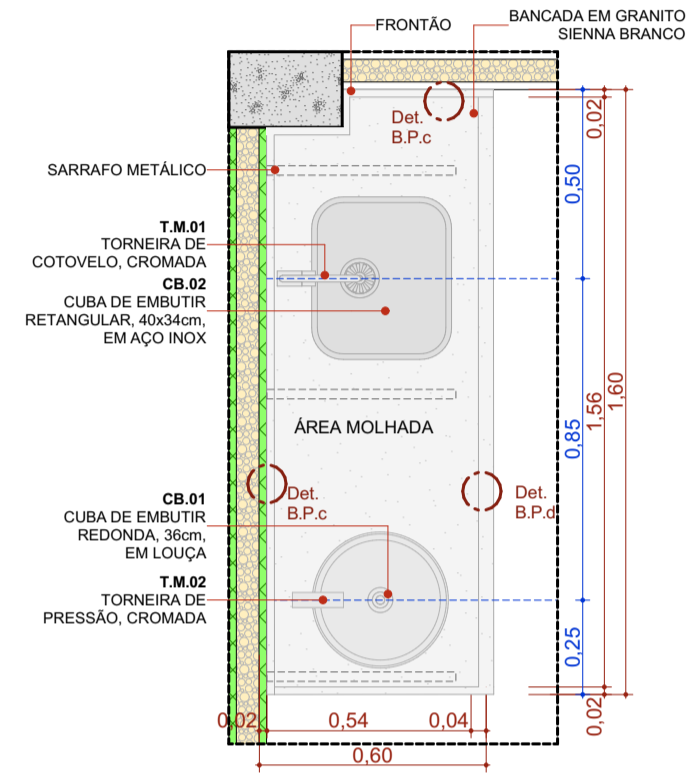 BANCADA EM GRANITO
SIENNA BRANCO
FRONTÃO
Det.
B.P.c
0,02
0,50
SARRAFO METÁLICO
T.M.01
TORNEIRA DE
COTOVELO, CROMADA
CB.02
CUBA DE EMBUTIR
RETANGULAR, 40x34cm,
EM AÇO INOX
1,56
1,60
0,85
ÁREA MOLHADA
Det.
B.P.c
Det.
B.P.d
CB.01
CUBA DE EMBUTIR
REDONDA, 36cm,
EM LOUÇA
T.M.02
TORNEIRA DE
PRESSÃO, CROMADA
0,25
0,02
0,02
0,54
0,04
0,60